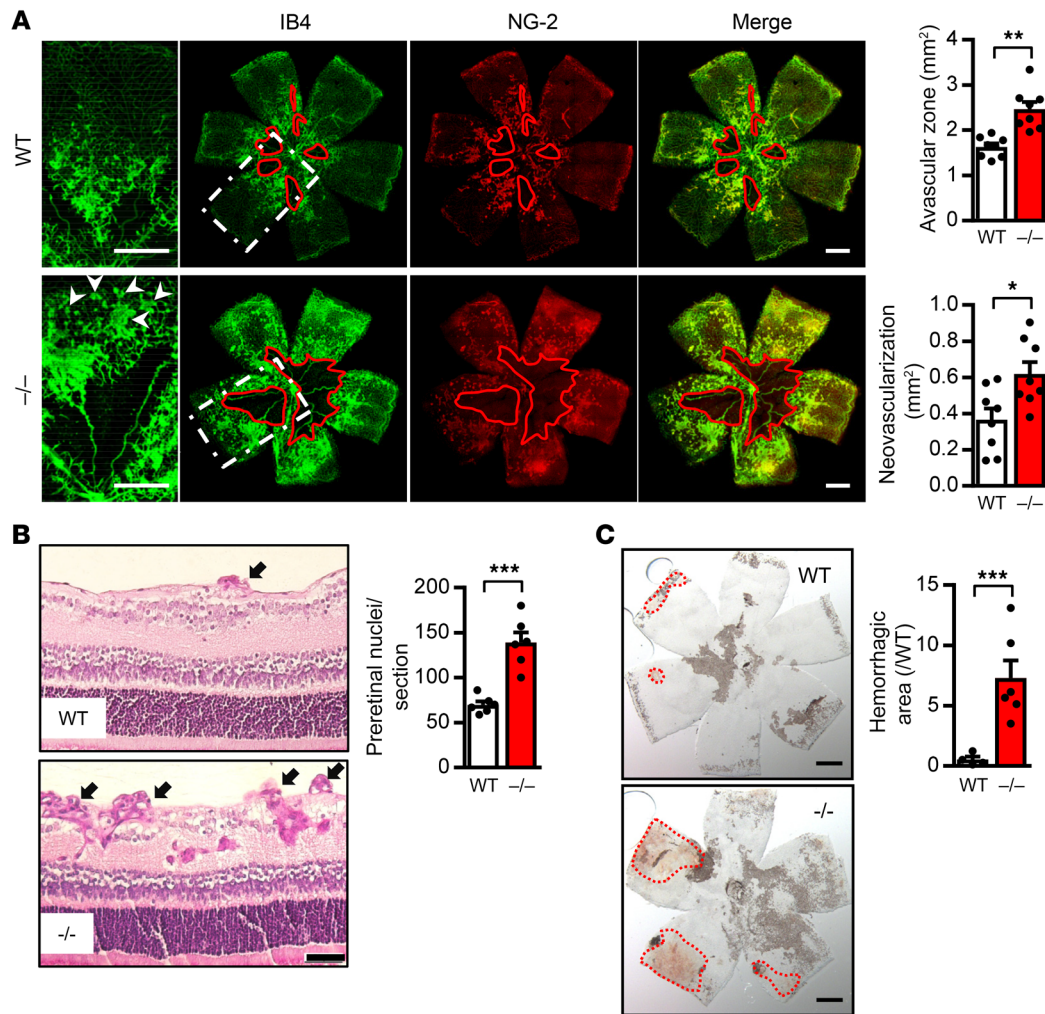 A
IB4
NG-2
Merge
WT
–/–
Avascular zone (mm²)
4
3
2
1
0
**
WT
–/–
Neovascularization
(mm²)
1.0
0.8
0.6
0.4
0.2
0.0
*
WT
–/–
B
WT
-/-
Preretinal nuclei/
section
200
150
100
50
0
***
WT
–/–
C
WT
-/-
Hemorrhagic
area (/WT)
15
10
5
0
***
WT
–/–